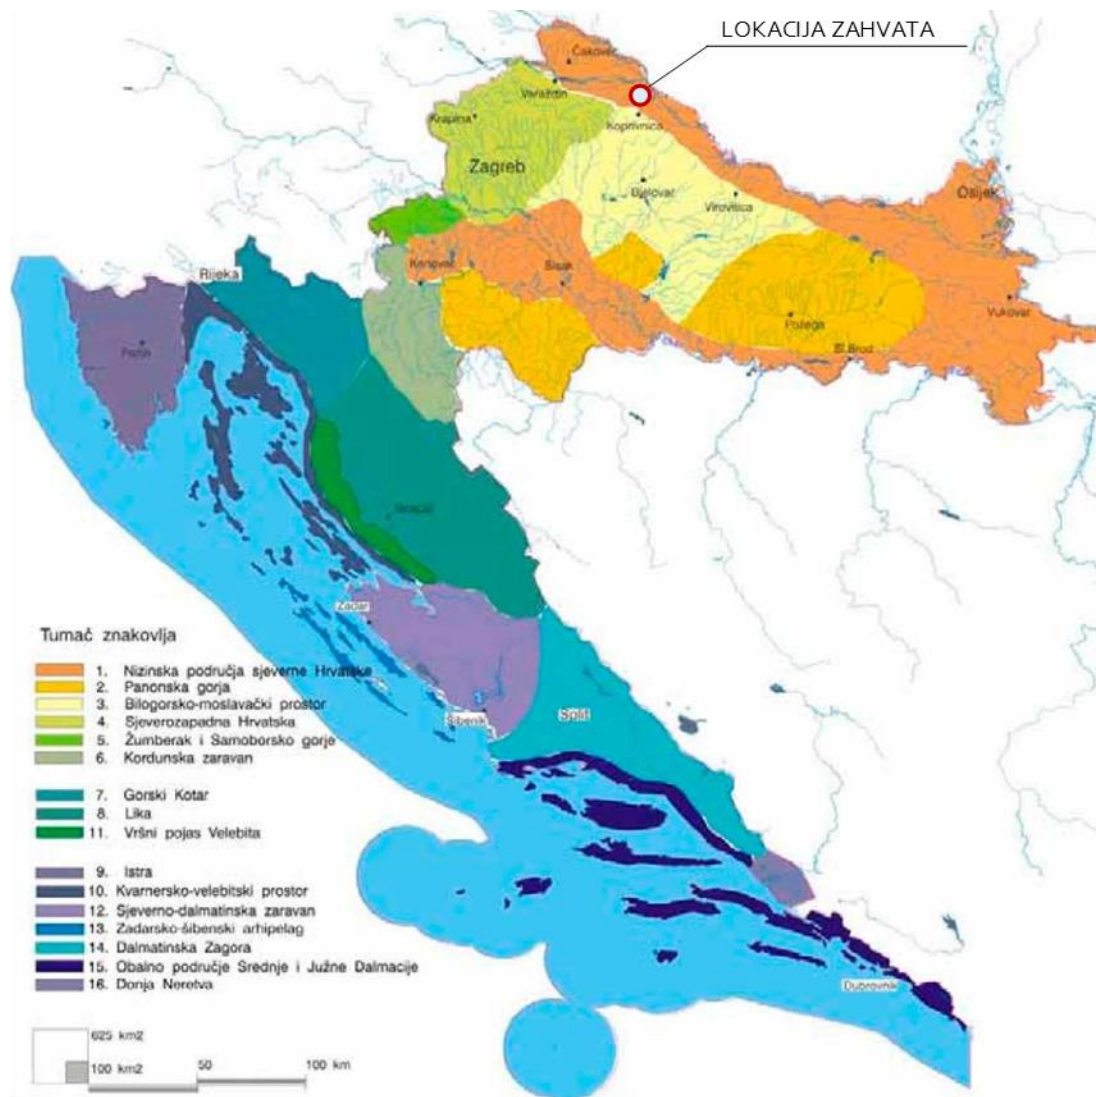 LOKACIJA ZAHVATA
Čakovec
Varaždin
Krapina
Koprivnica
Zagreb
Bjelovar
Virovitica
Osijek
Karlovac
Sisak
Rijeka
Vukovar
Požega
Sl.Brod
Pazin
Gospić
Zadar
Šibenik
Split
Dubrovnik
Tumač znakovlja
1. Nizinska područja sjeverne Hrvatske
2. Panonska gorja
3. Bilogorsko-moslavački prostor
4. Sjeverozapadna Hrvatska
5. Žumberak i Samoborsko gorje
6. Kordunska zaravan
7. Gorski Kotar
8. Lika
11. Vršni pojas Velebita
9. Istra
10. Kvarnersko-velebitski prostor
12. Sjeverno-dalmatinska zaravan
13. Zadarsko-šibenski arhipelag
14. Dalmatinska Zagora
15. Obalno područje Srednje i Južne Dalmacije
16. Donja Neretva
625 km2
100 km2
50
100 km